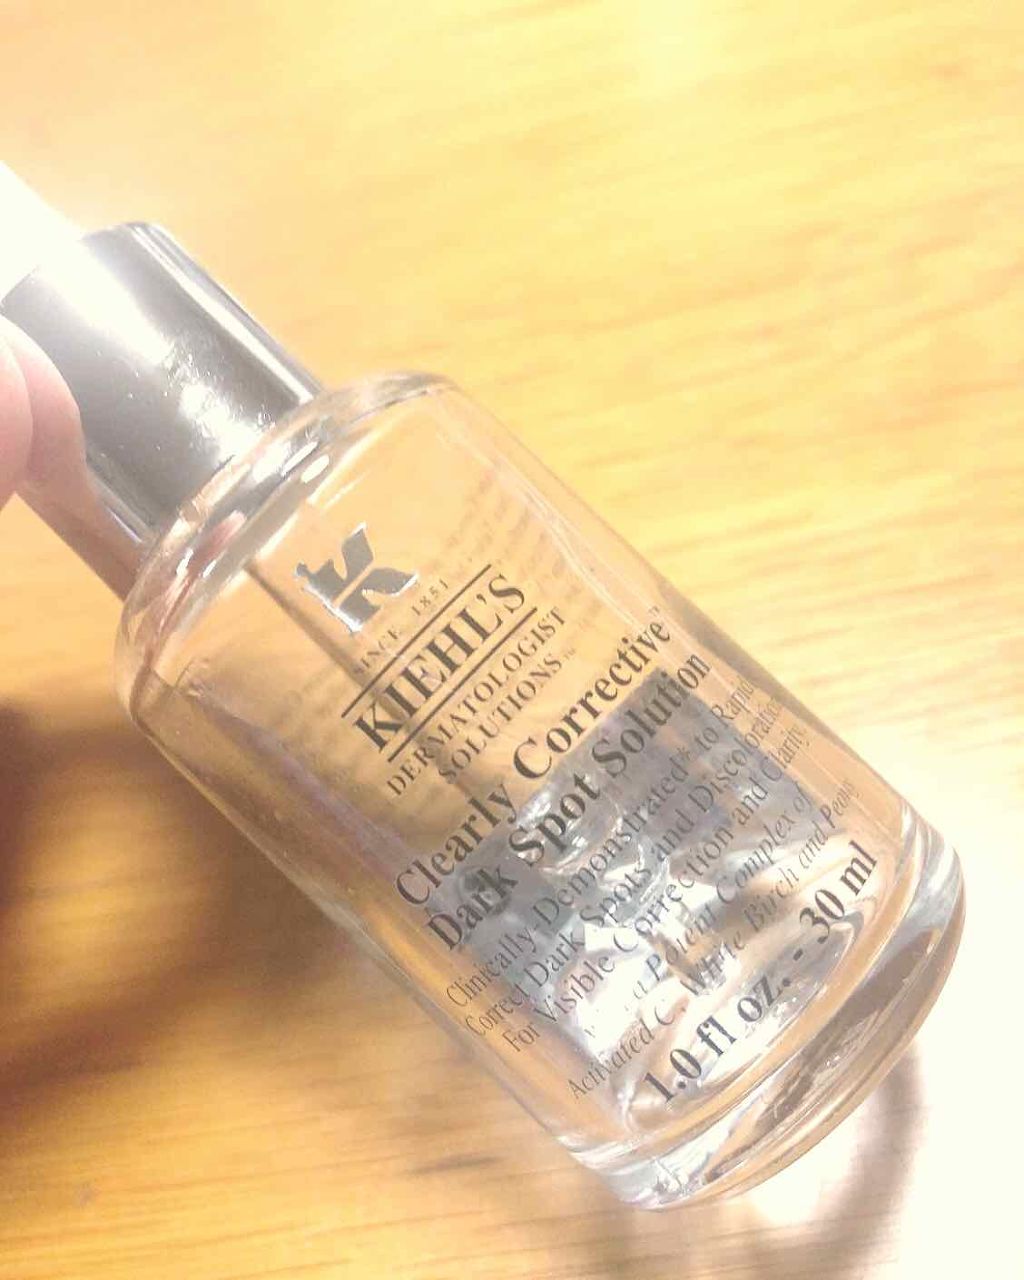 K
SINCE 1851
KIEHL'S
DERMATOLOGIST
SOLUTIONS™
Clearly Corrective™
Dark Spot Solution
Clinically Demonstrated* to Rapidly
Correct Dark Spots and Discoloration
For Visible Correction and Clarity
a Potent Complex of
Activated C, White Birch and Peony
1.0 fl oz. - 30 ml